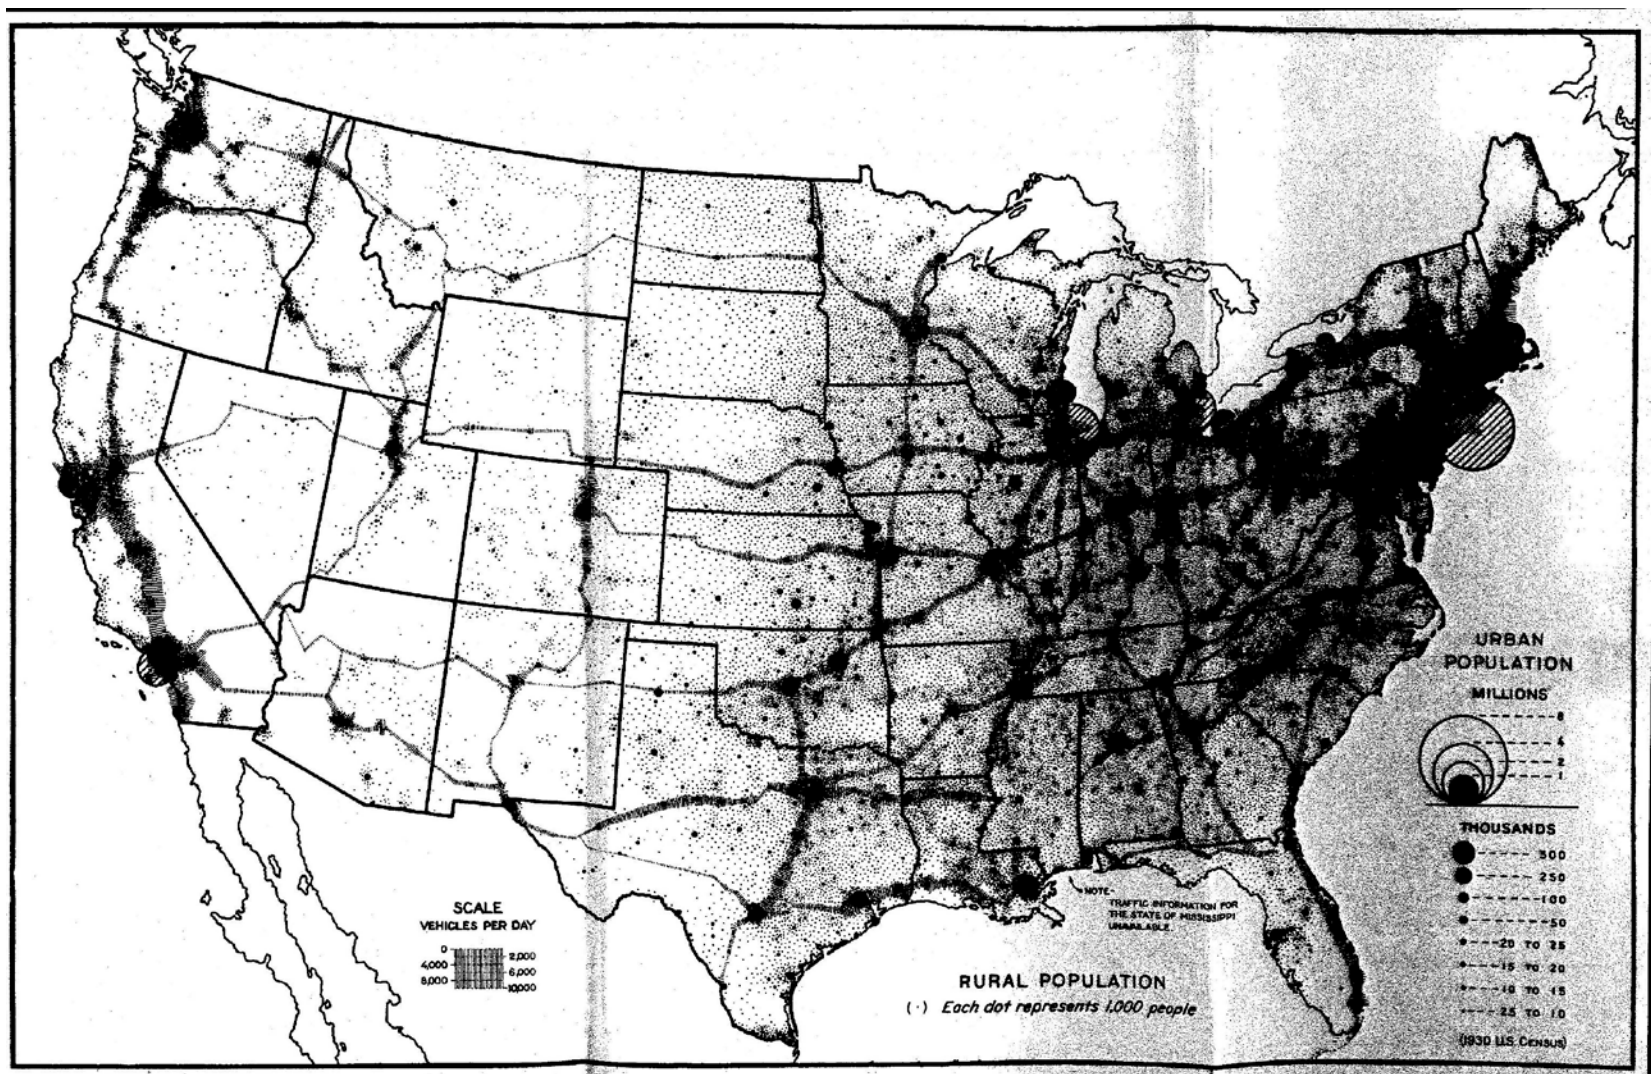 URBAN
POPULATION
MILLIONS
8
4
2
1
THOUSANDS
500
250
100
50
20 TO 25
15 TO 20
10 TO 15
2.5 TO 10
(1930 U.S. CENSUS)
SCALE
VEHICLES PER DAY
0
2,000
4,000
6,000
8,000
10,000
NOTE-
TRAFFIC INFORMATION FOR
THE STATE OF MISSISSIPPI
UNAVAILABLE.
RURAL POPULATION
(·) Each dot represents 1,000 people